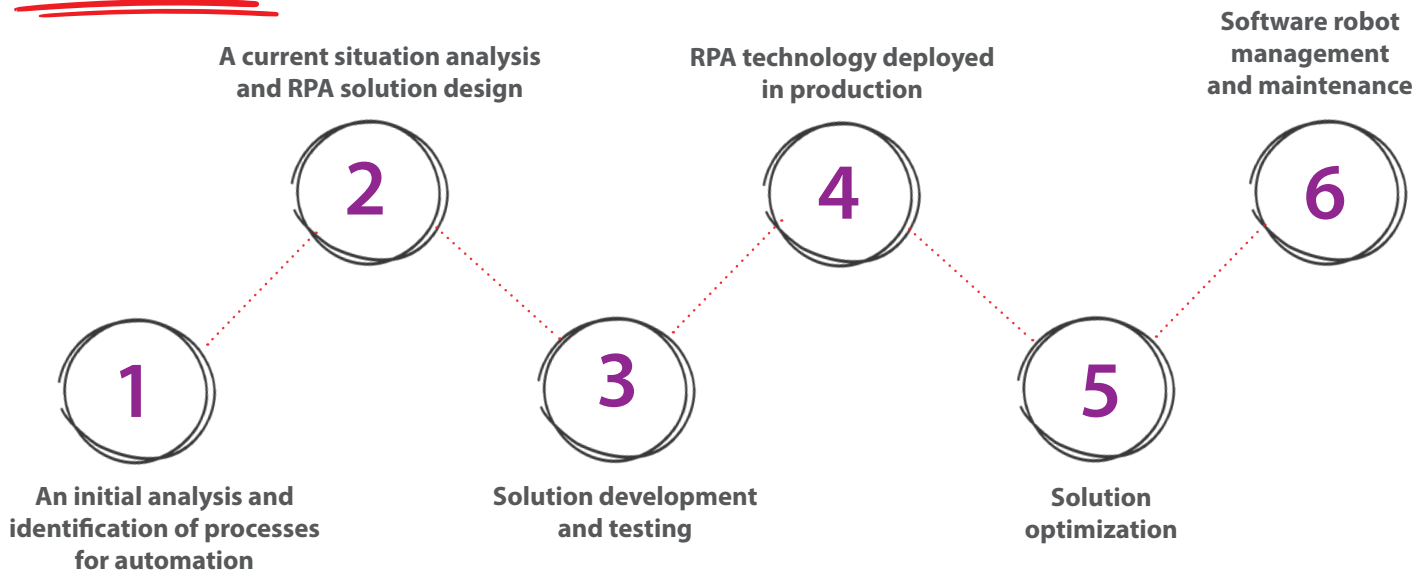 1
An initial analysis and
identification of processes
for automation
2
A current situation analysis
and RPA solution design
3
Solution development
and testing
4
RPA technology deployed
in production
5
Solution
optimization
6
Software robot
management
and maintenance